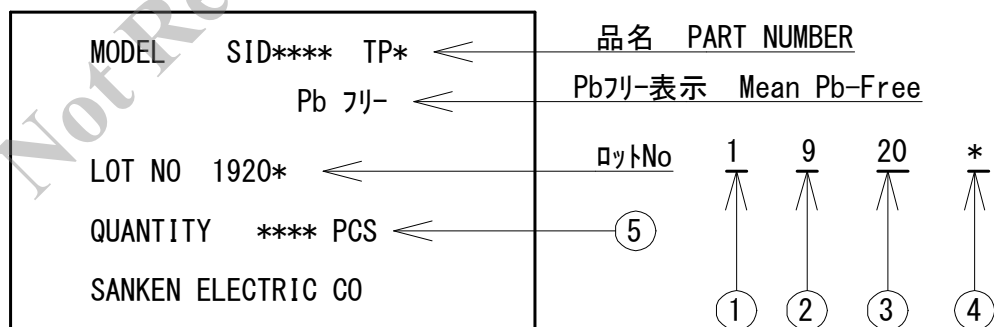 MODEL SID**** TP*
品名 PART NUMBER
Pb フリー
Pbフリー表示 Mean Pb-Free
LOT NO 1920*
ロットNo 1 9 20 *
QUANTITY **** PCS
⑤
SANKEN ELECTRIC CO
① ② ③ ④
Not